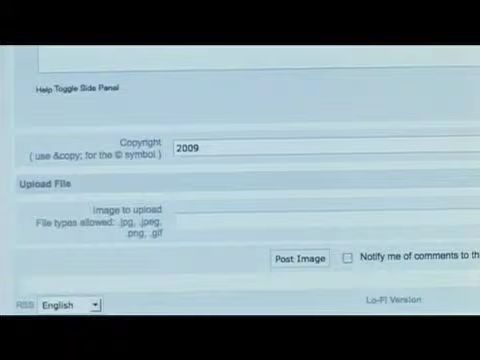 Help Toggle Side Panel
Copyright
( use &copy; for the © symbol ) 2009
Upload File
Image to upload
File types allowed: .jpg, .jpeg,
.png, .gif
Post Image Notify me of comments to
RSS English Lo-Fi Version